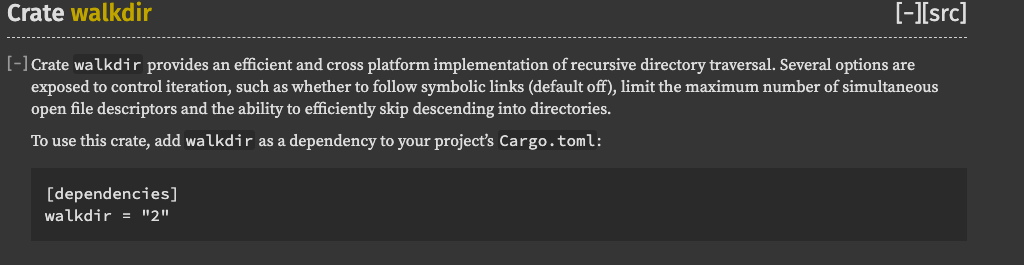 Crate walkdir [−][src]
[−] Crate walkdir provides an efficient and cross platform implementation of recursive directory traversal. Several options are
exposed to control iteration, such as whether to follow symbolic links (default off), limit the maximum number of simultaneous
open file descriptors and the ability to efficiently skip descending into directories.
To use this crate, add walkdir as a dependency to your project’s Cargo.toml:
[dependencies]
walkdir = "2"